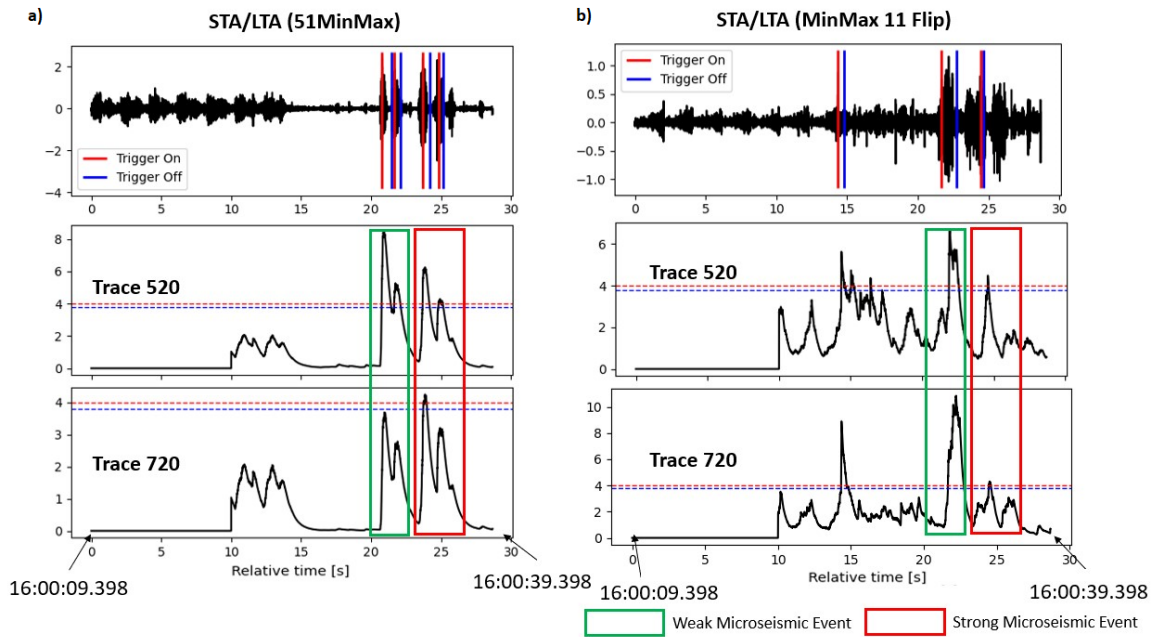 a)
STA/LTA (51MinMax)
2
0
−2
−4
Trigger On
Trigger Off
0 5 10 15 20 25 30
8
6
4
2
0
Trace 520
4
3
2
1
0
Trace 720
0 5 10 15 20 25 30
Relative time [s]
16:00:09.398
16:00:39.398
b)
STA/LTA (MinMax 11 Flip)
1.0
0.5
0.0
−0.5
−1.0
Trigger On
Trigger Off
0 5 10 15 20 25 30
6
4
2
0
Trace 520
10
8
6
4
2
0
Trace 720
0 5 10 15 20 25 30
Relative time [s]
16:00:09.398
16:00:39.398
Weak Microseismic Event
Strong Microseismic Event